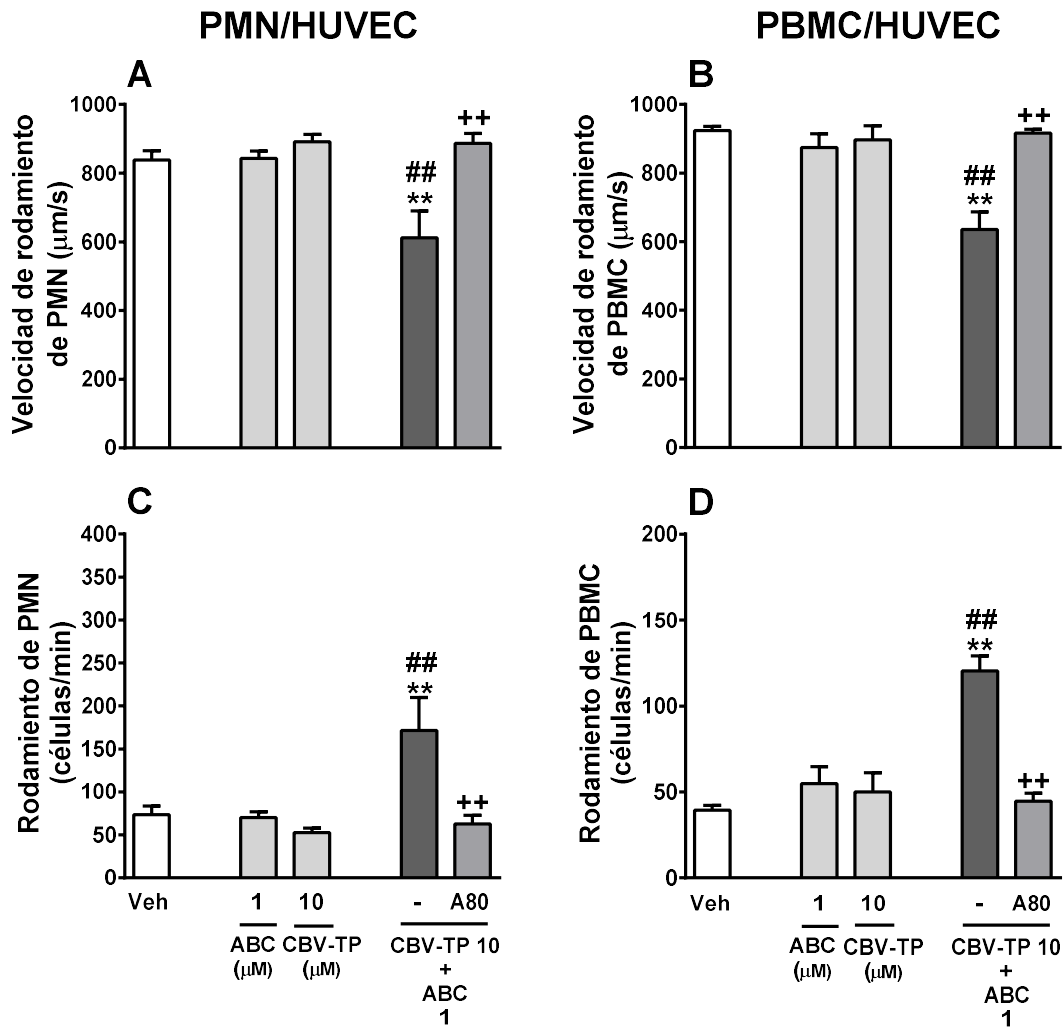 PMN/HUVEC
PBMC/HUVEC
A
Velocidad de rodamiento
de PMN (μm/s)
1000
800
600
400
200
0
##
**
++
B
Velocidad de rodamiento
de PBMC (μm/s)
1000
800
600
400
200
0
##
**
++
C
Rodamiento de PMN
(células/min)
400
350
300
250
200
150
100
50
0
##
**
++
Veh
1
10
-
A80
ABC
(μM)
CBV-TP
(μM)
CBV-TP 10
+
ABC
1
D
Rodamiento de PBMC
(células/min)
200
150
100
50
0
##
**
++
Veh
1
10
-
A80
ABC
(μM)
CBV-TP
(μM)
CBV-TP 10
+
ABC
1